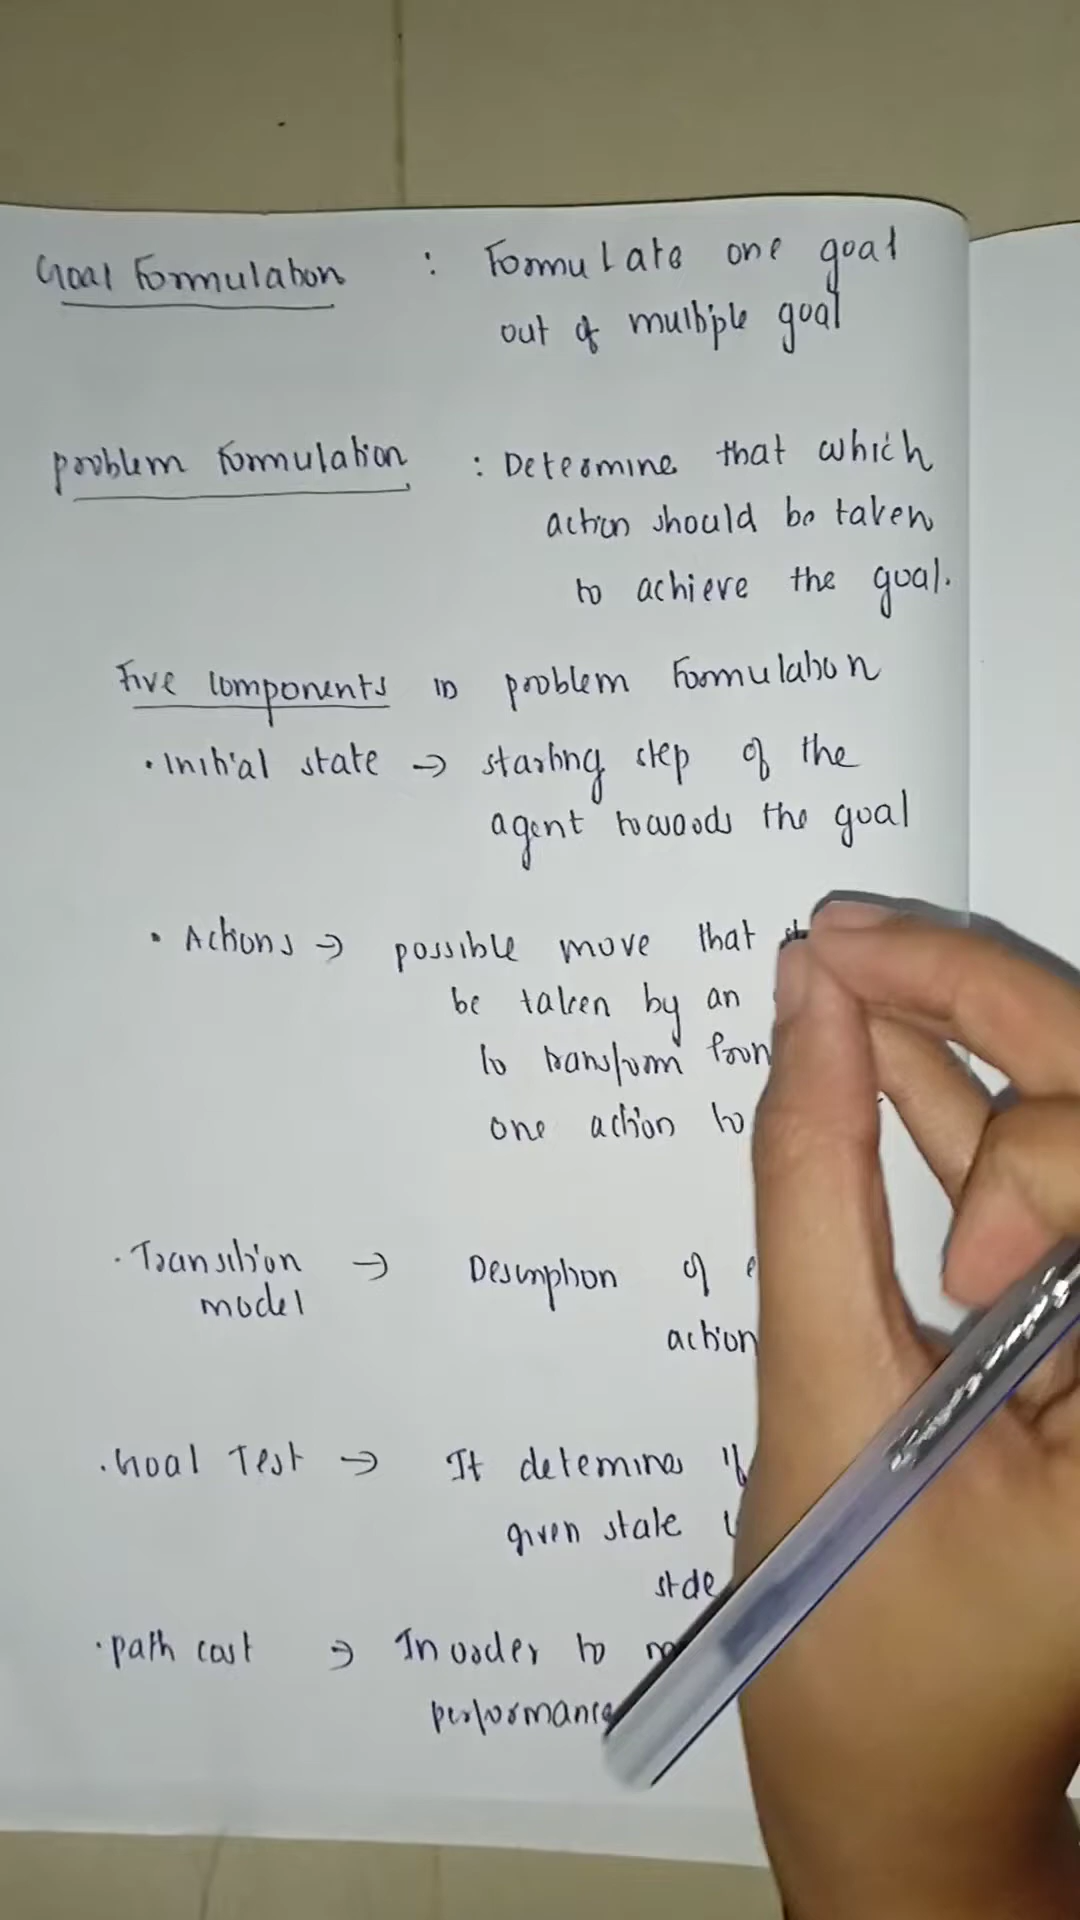 Goal Formulation : Formulate one goal
out of multiple goal
problem Formulation : Determine that which
action should be taken
to achieve the goal.
Five components in problem Formulation
• Initial state → starting step of the
agent towards the goal
• Actions → possible move that
be taken by an
to transform from
one action to
• Transition → Description of
model
action
• Goal Test → It determines if
given state
state
• path cost → In order to
performance